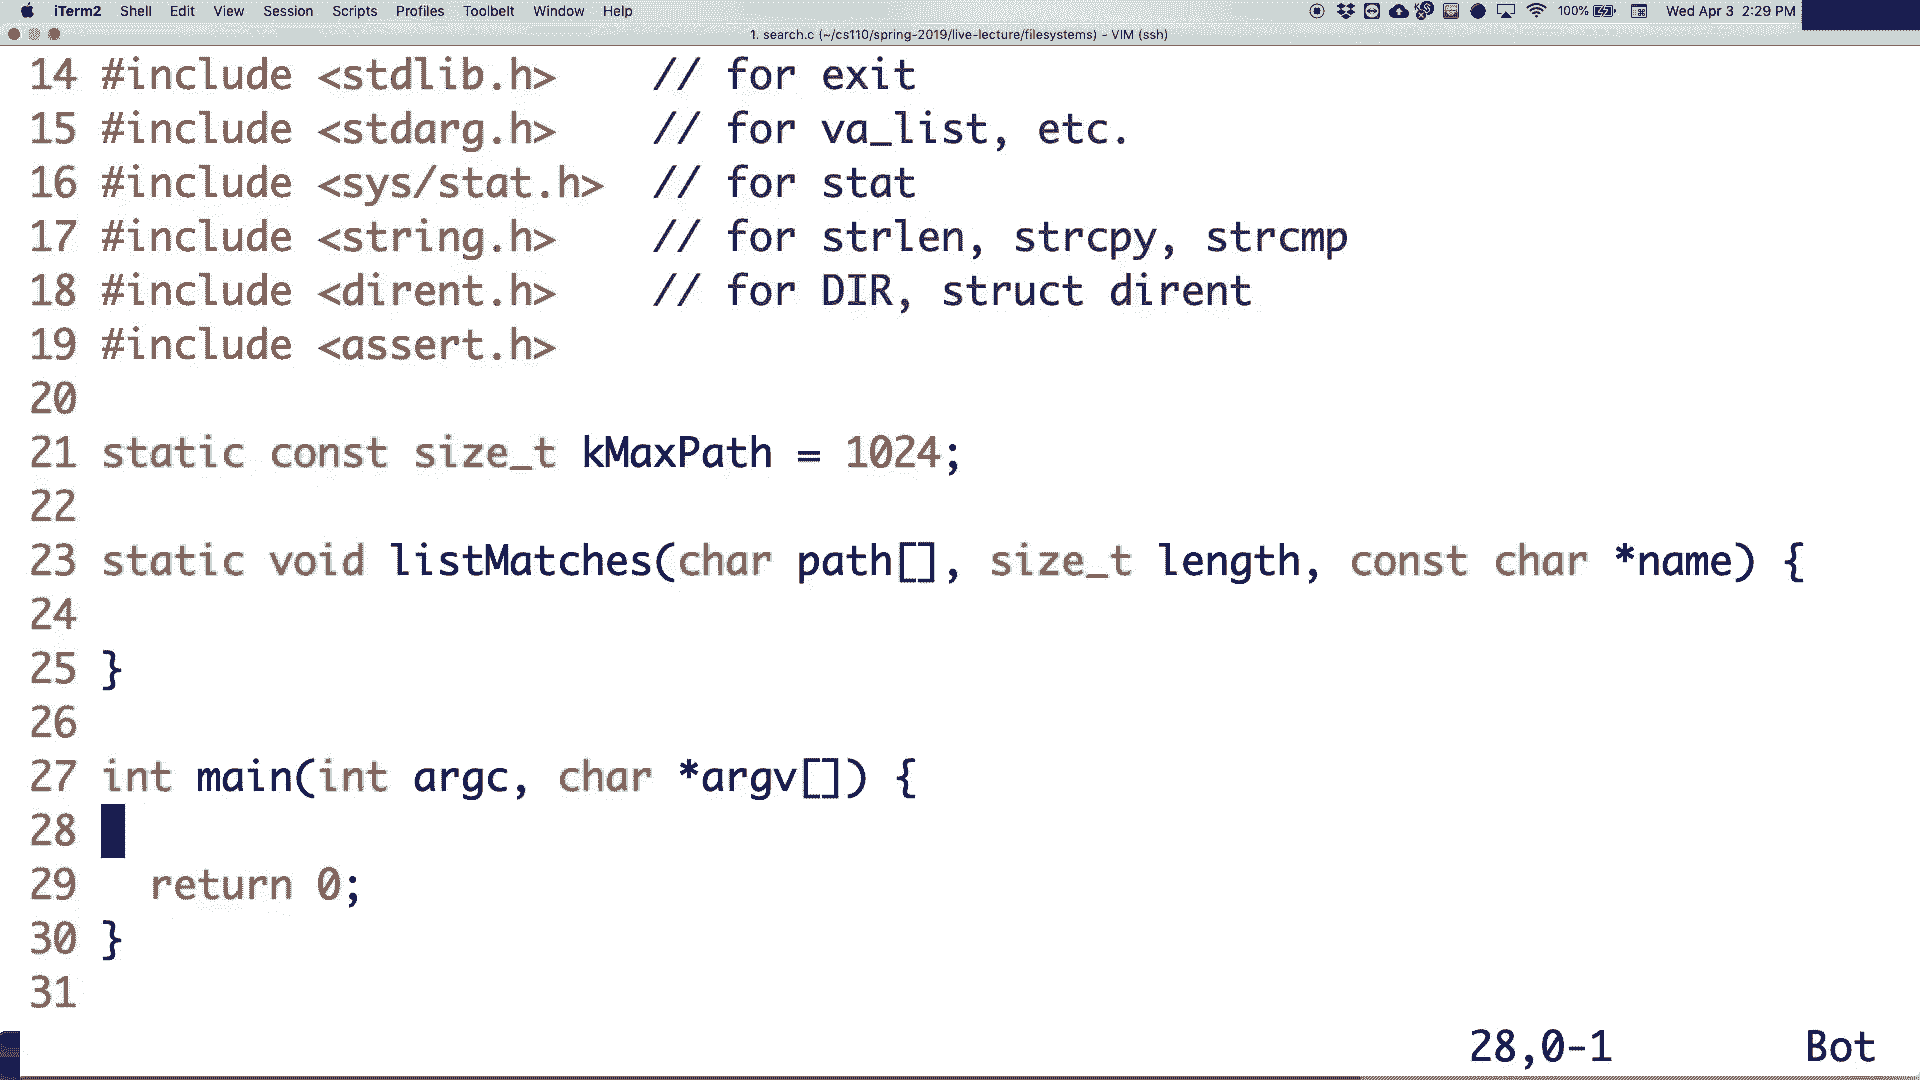 iTerm2 Shell Edit View Session Scripts Profiles Toolbelt Window Help 100% Wed Apr 3 2:29 PM
1. search.c (~/cs110/spring-2019/live-lecture/filesystems) - VIM (ssh)
14 #include <stdlib.h> // for exit
15 #include <stdarg.h> // for va_list, etc.
16 #include <sys/stat.h> // for stat
17 #include <string.h> // for strlen, strcpy, strcmp
18 #include <dirent.h> // for DIR, struct dirent
19 #include <assert.h>
20
21 static const size_t kMaxPath = 1024;
22
23 static void listMatches(char path[], size_t length, const char *name) {
24
25 }
26
27 int main(int argc, char *argv[]) {
28
29   return 0;
30 }
31
28,0-1 Bot